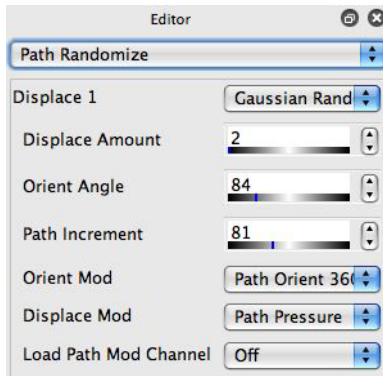 Editor
Path Randomize
Displace 1 Gaussian Rand
Displace Amount 2
Orient Angle 84
Path Increment 81
Orient Mod Path Orient 36
Displace Mod Path Pressure
Load Path Mod Channel Off